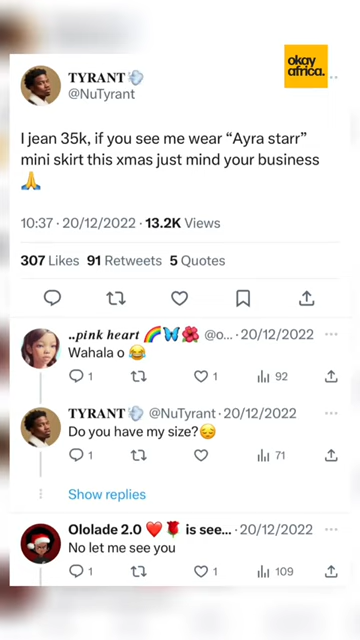 okay
africa.
TYRANT💨
@NuTyrant
I jean 35k, if you see me wear “Ayra starr”
mini skirt this xmas just mind your business
🙏
10:37 · 20/12/2022 · 13.2K Views
307 Likes 91 Retweets 5 Quotes
..pink heart 🌈🦋🌺 @o... · 20/12/2022
Wahala o 😂
1 1 92
TYRANT💨 @NuTyrant · 20/12/2022
Do you have my size?😔
1 71
Show replies
Ololade 2.0 ❤️🌹 is see... · 20/12/2022
No let me see you
1 1 109